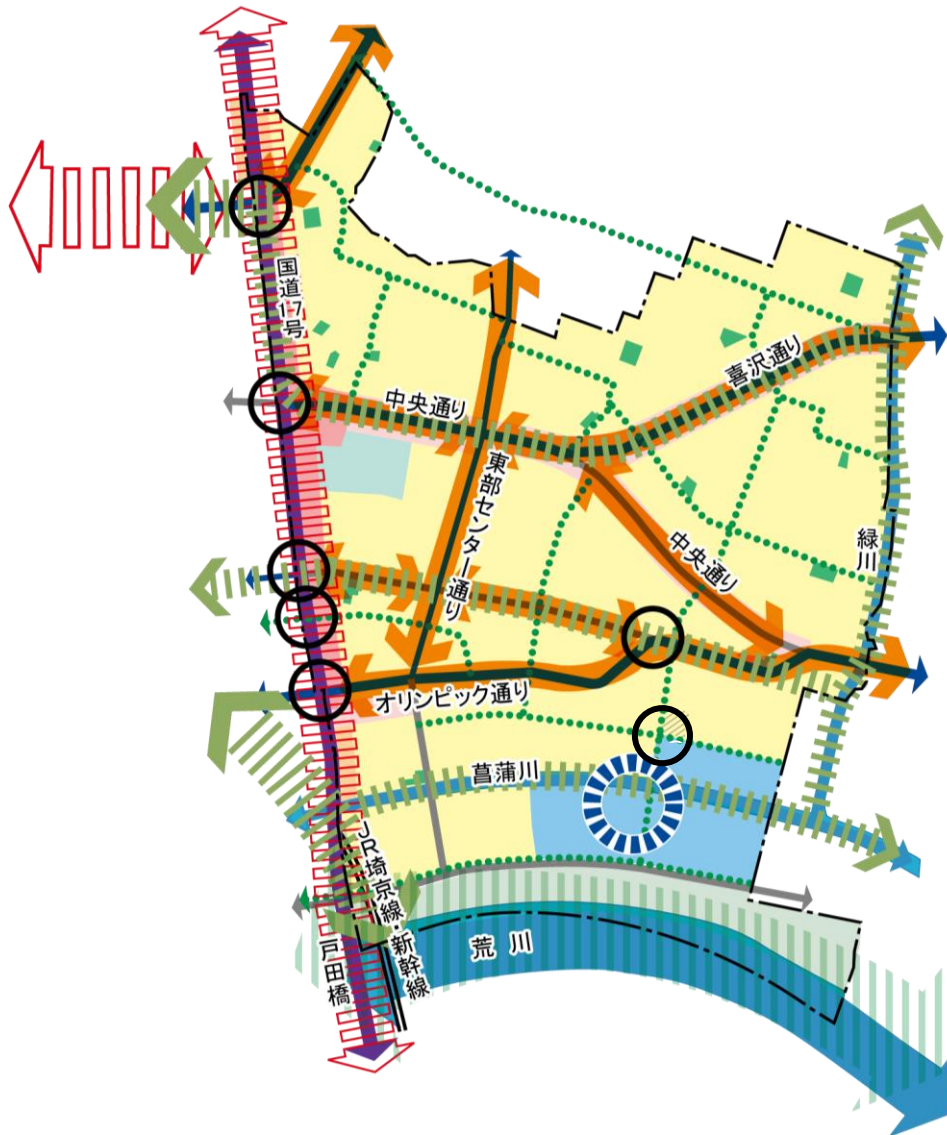 国道17号
中央通り
喜沢通り
東部センター通り
中央通り
緑川
オリンピック通り
菖蒲川
JR埼京線・新幹線
戸田橋
荒川